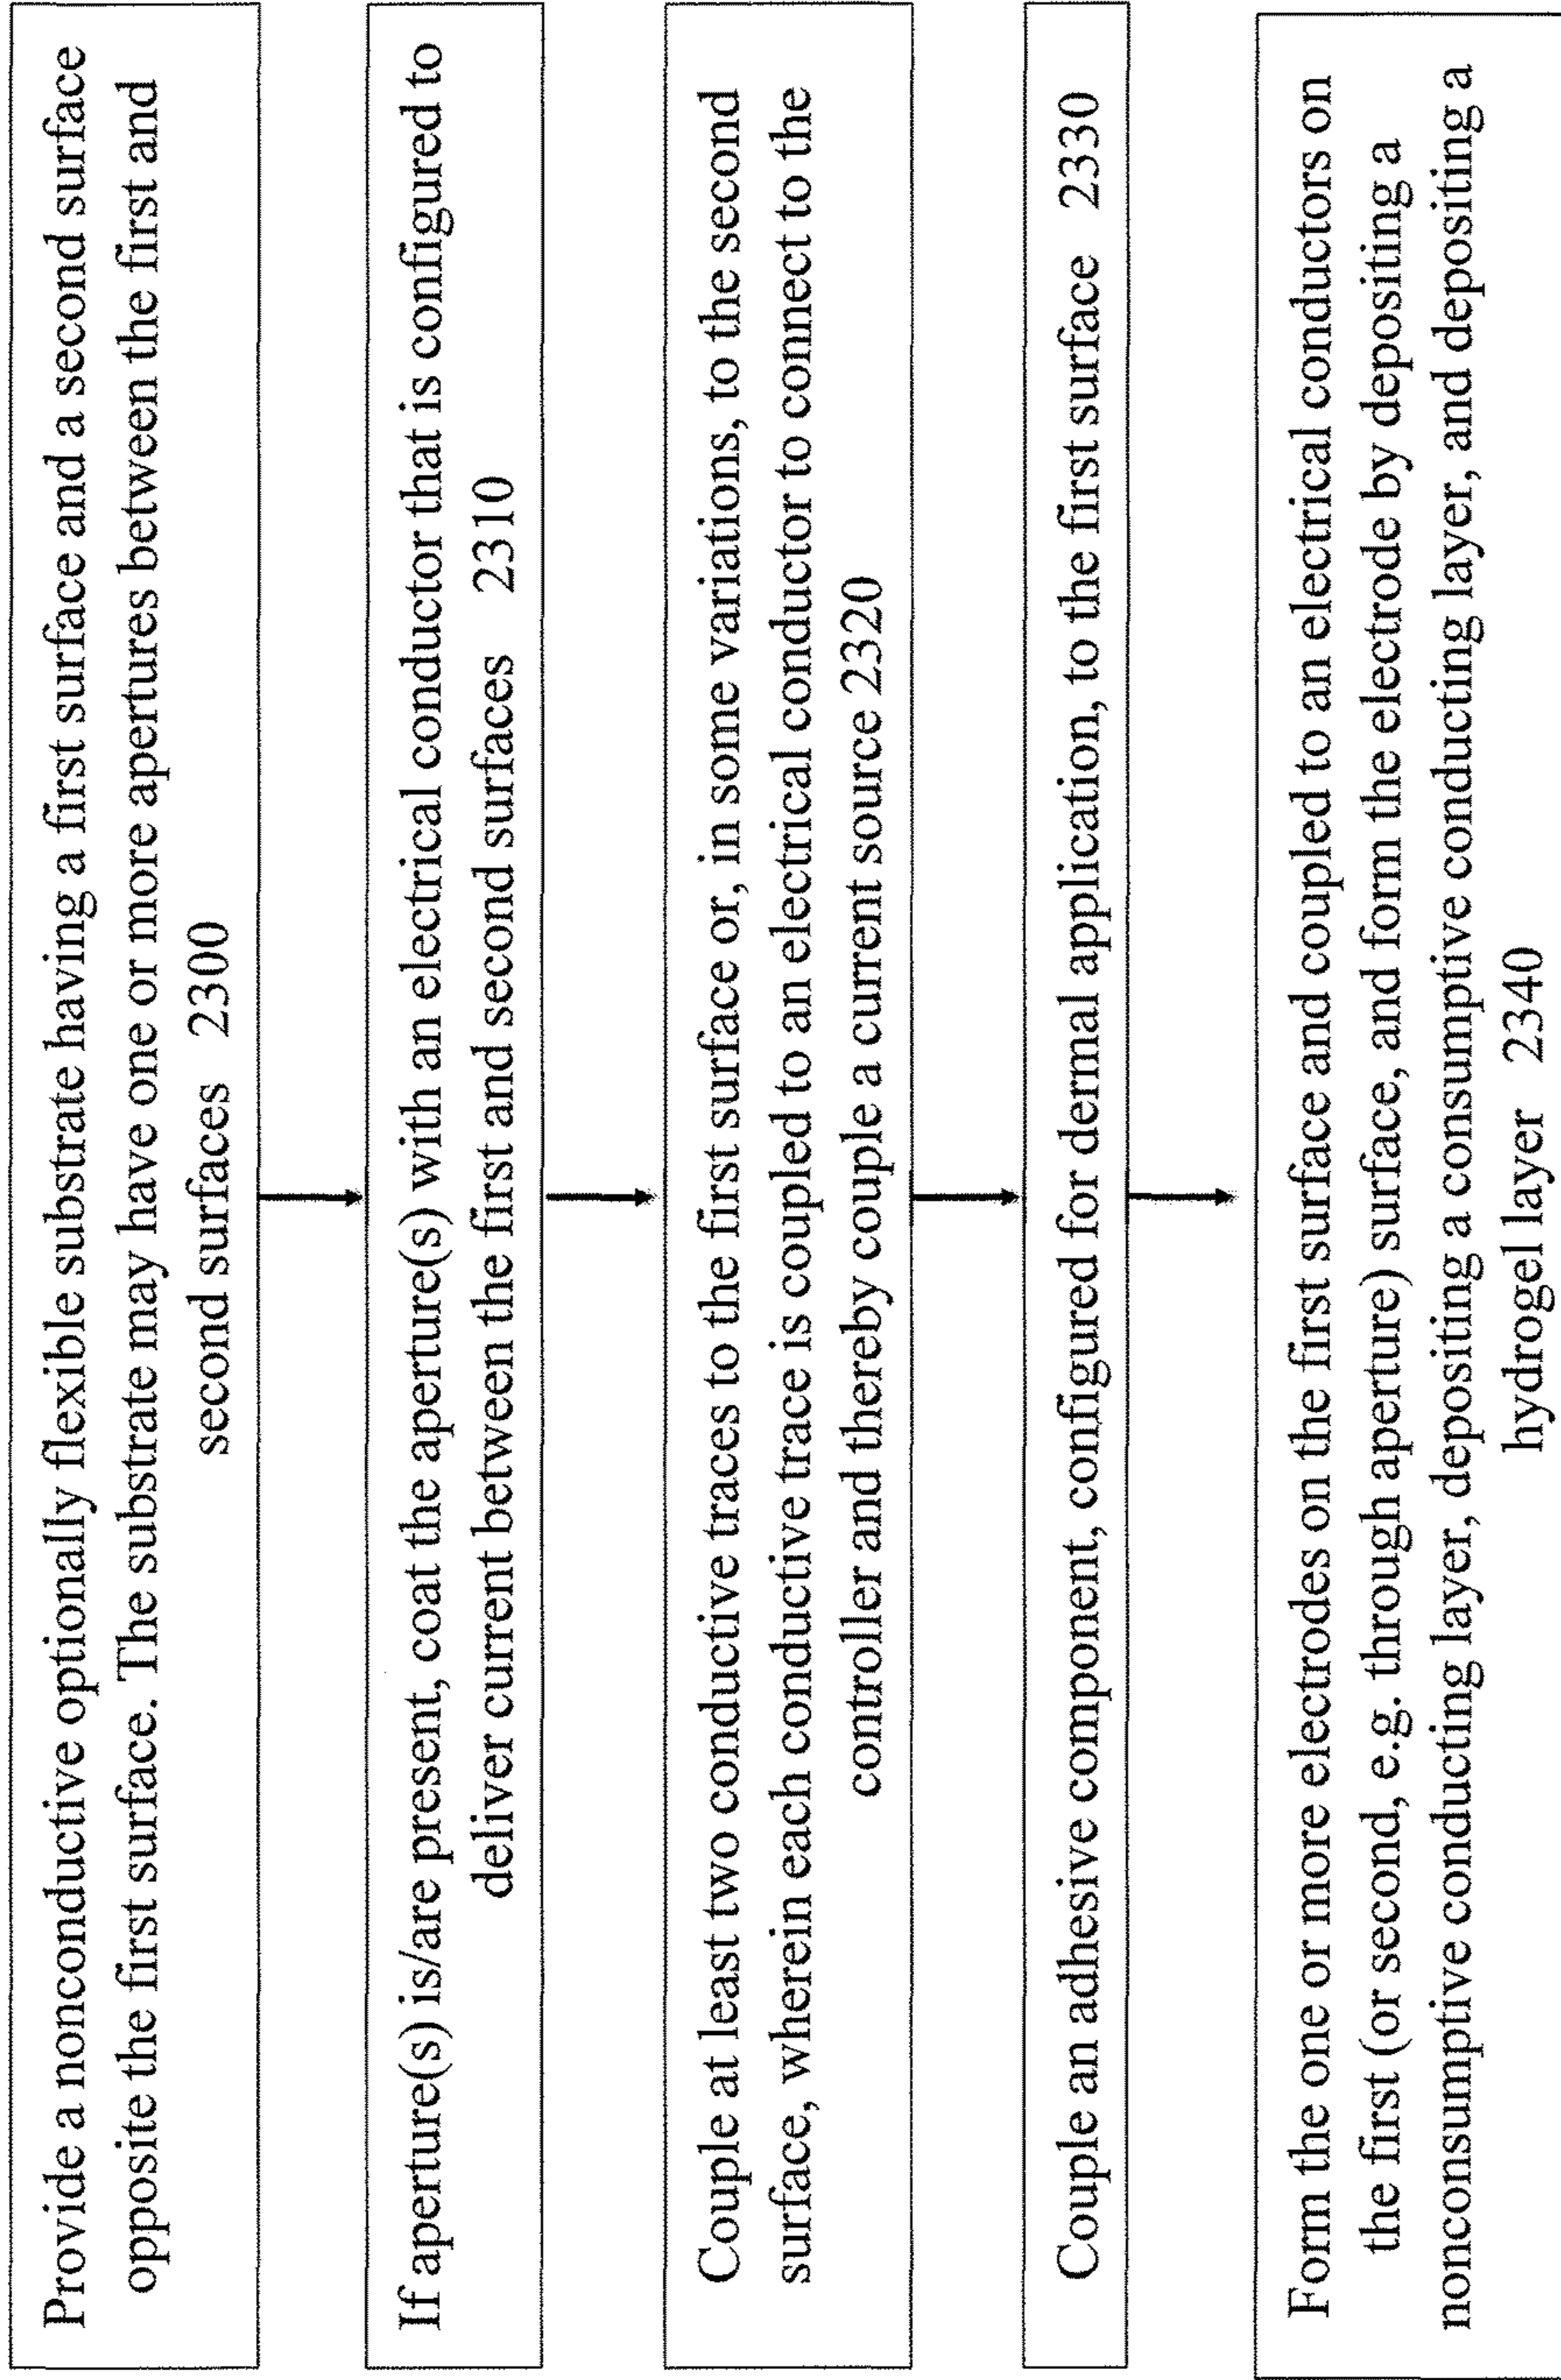 Provide a nonconductive optionally flexible substrate having a first surface and a second surface
opposite the first surface. The substrate may have one or more apertures between the first and
second surfaces 2300
If aperture(s) is/are present, coat the aperture(s) with an electrical conductor that is configured to
deliver current between the first and second surfaces 2310
Couple at least two conductive traces to the first surface or, in some variations, to the second
surface, wherein each conductive trace is coupled to an electrical conductor to connect to the
controller and thereby couple a current source 2320
Couple an adhesive component, configured for dermal application, to the first surface 2330
Form the one or more electrodes on the first surface and coupled to an electrical conductors on
the first (or second, e.g. through aperture) surface, and form the electrode by depositing a
nonconsumptive conducting layer, depositing a consumptive conducting layer, and depositing a
hydrogel layer 2340